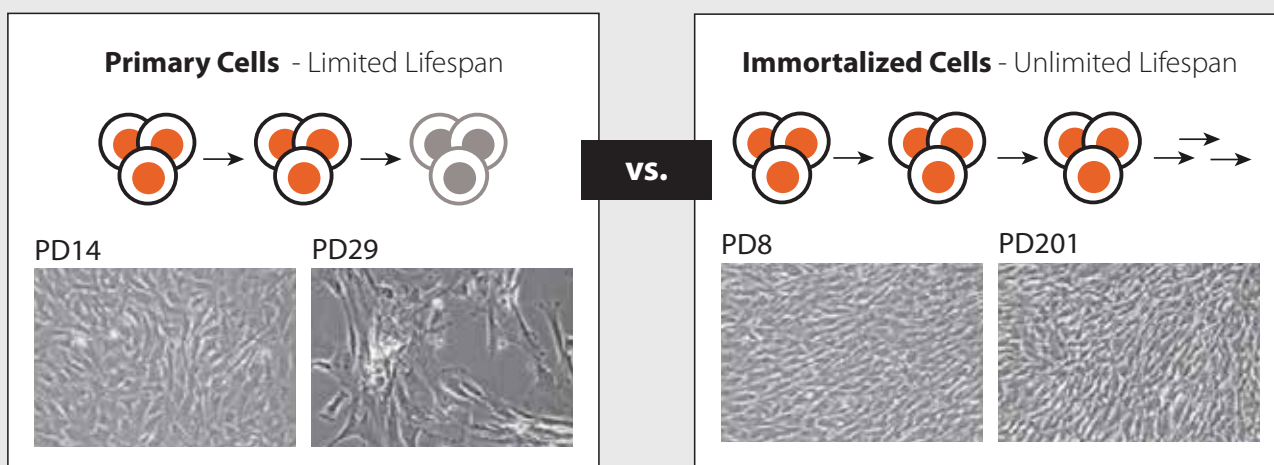 Primary Cells - Limited Lifespan
PD14
PD29
vs.
Immortalized Cells - Unlimited Lifespan
PD8
PD201